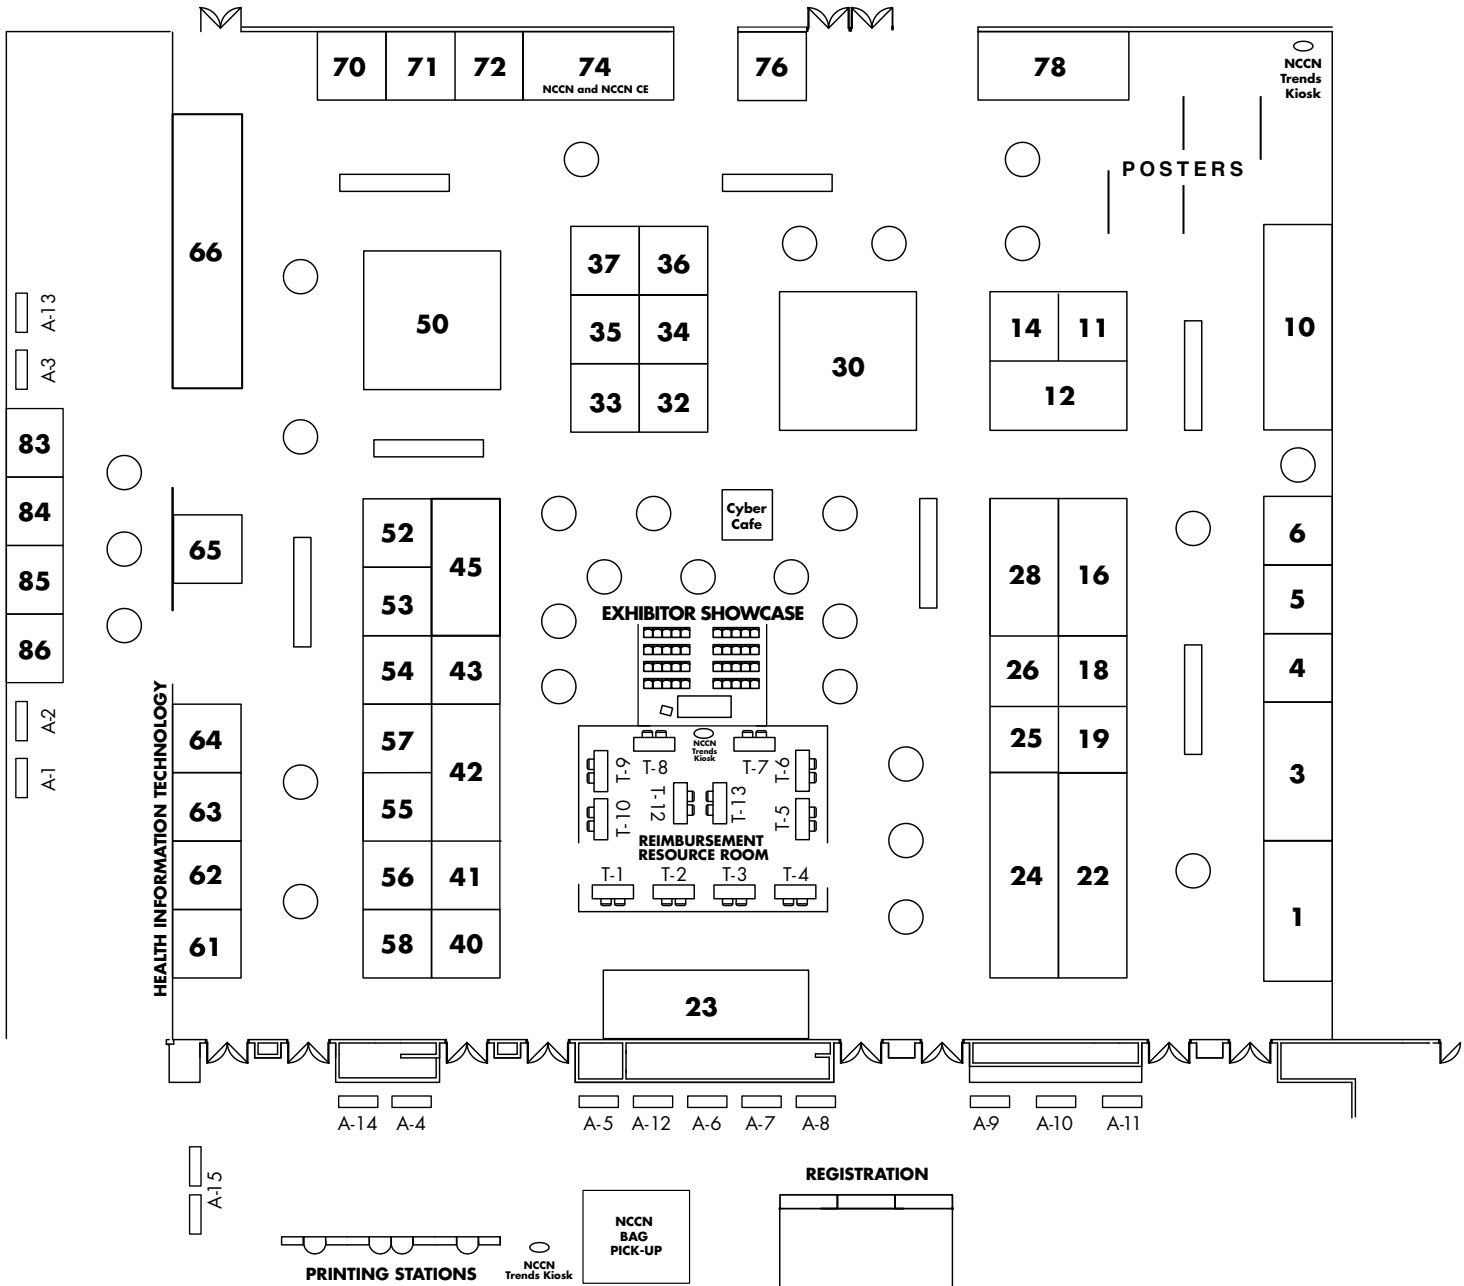 70
71
72
74
NCCN and NCCN CE
76
78
NCCN
Trends
Kiosk
POSTERS
66
37
36
50
35
34
30
14
11
10
33
32
12
A-13
A-3
83
84
85
86
A-2
A-1
65
52
45
53
54
43
57
42
55
56
41
58
40
Cyber
Cafe
28
16
6
5
26
18
4
25
19
3
24
22
1
EXHIBITOR SHOWCASE
HEALTH INFORMATION TECHNOLOGY
64
63
62
61
NCCN
Trends
Kiosk
T-9
T-8
T-7
T-6
T-10
T-12
T-13
T-5
REIMBURSEMENT
RESOURCE ROOM
T-1
T-2
T-3
T-4
23
A-14
A-4
A-5
A-12
A-6
A-7
A-8
A-9
A-10
A-11
A-15
REGISTRATION
NCCN
BAG
PICK-UP
PRINTING STATIONS
NCCN
Trends Kiosk